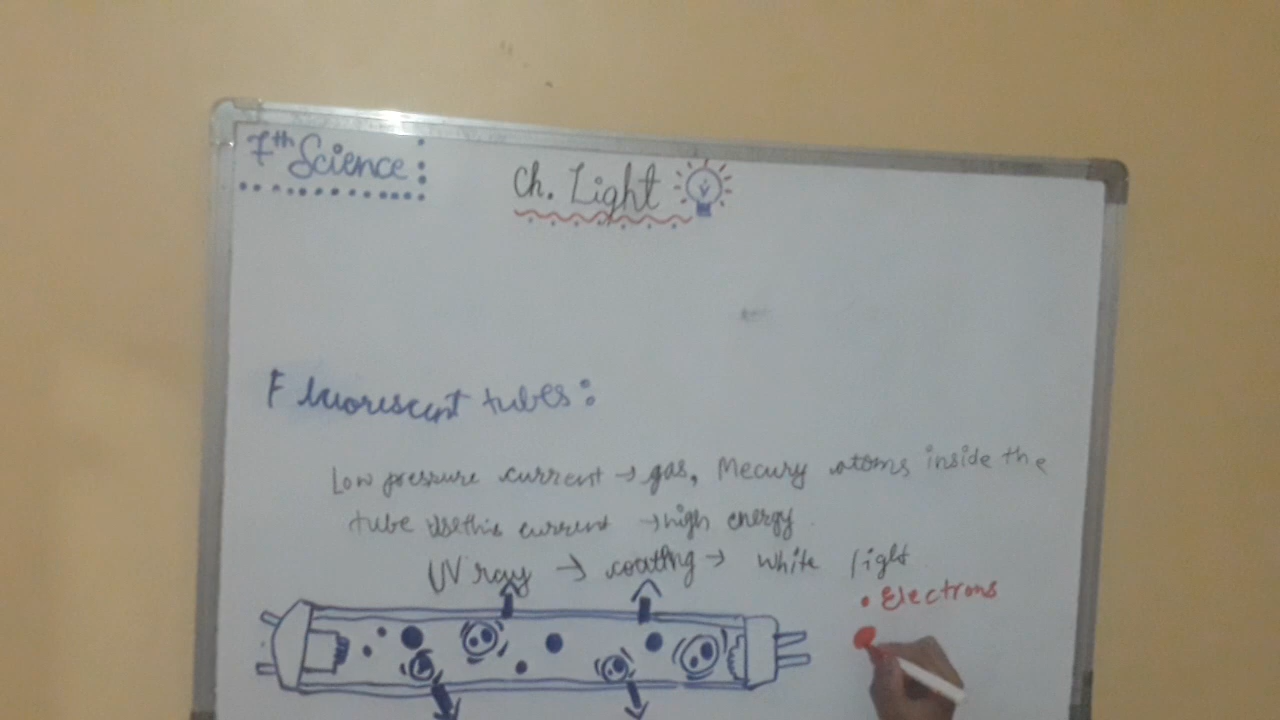 7th Science:
Ch. Light
Fluorescent tubes:
Low pressure current → gas, Mecury atoms inside the
tube use this current → high energy.
UV ray → coating → white light
• Electrons